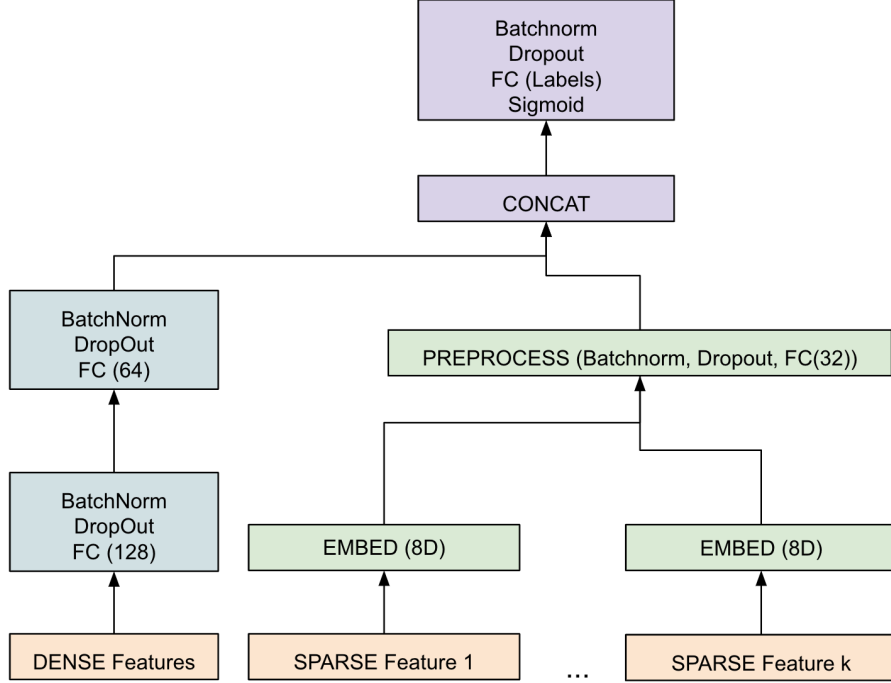 Batchnorm
Dropout
FC (Labels)
Sigmoid
CONCAT
BatchNorm
DropOut
FC (64)
PREPROCESS (Batchnorm, Dropout, FC(32))
BatchNorm
DropOut
FC (128)
EMBED (8D)
EMBED (8D)
DENSE Features
SPARSE Feature 1
...
SPARSE Feature k